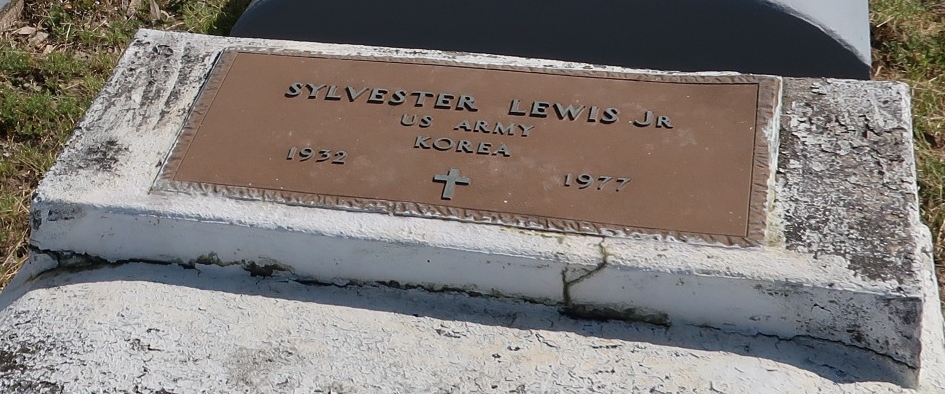 SYLVESTER LEWIS JR
US ARMY
KOREA
1932 1977